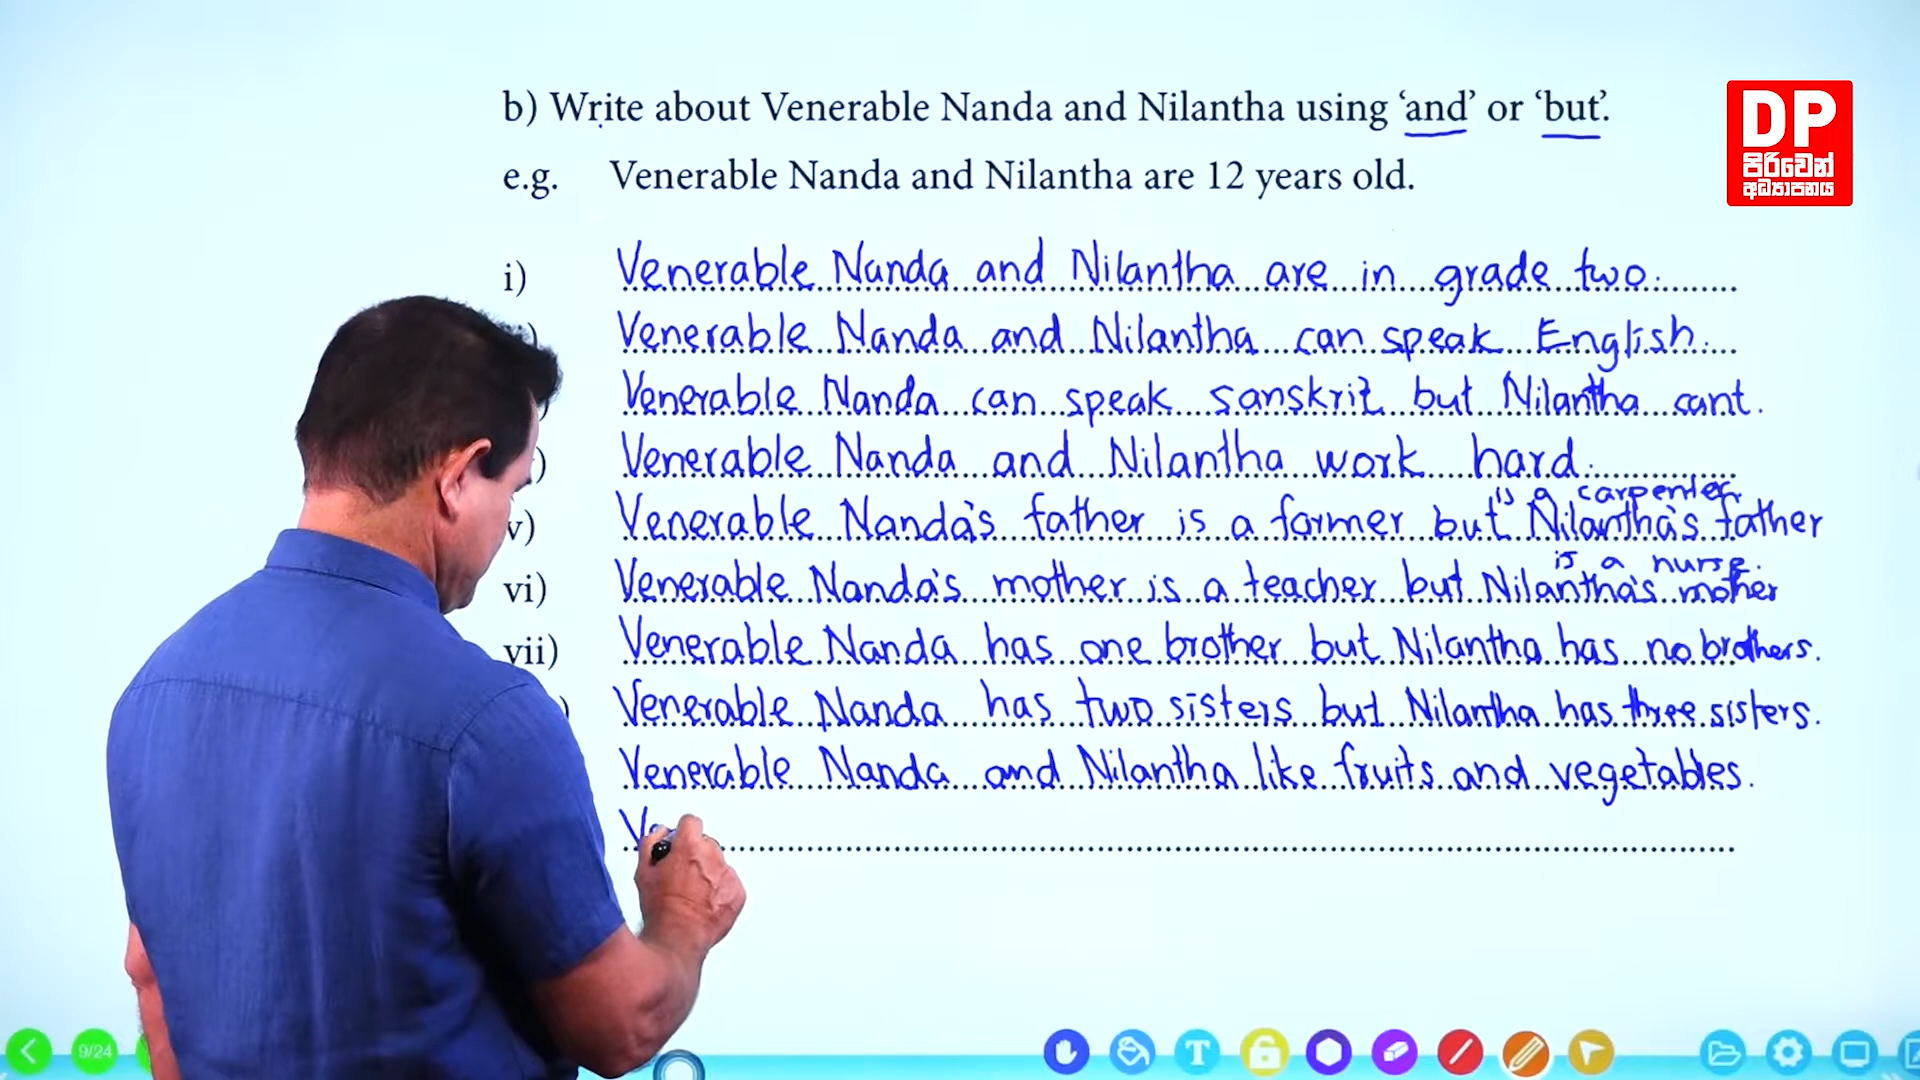 b) Write about Venerable Nanda and Nilantha using ‘and’ or ‘but’.
DP
පිරිවෙන්
අධ්‍යාපනය
e.g. Venerable Nanda and Nilantha are 12 years old.
i) Venerable Nanda and Nilantha are in grade two.
Venerable Nanda and Nilantha can speak English.
Venerable Nanda can speak sanskrit but Nilantha cant.
Venerable Nanda and Nilantha work hard.
is a carpenter.
v) Venerable Nanda's father is a farmer but Nilantha's father
is a nurse.
vi) Venerable Nanda's mother is a teacher but Nilantha's mother
vii) Venerable Nanda has one brother but Nilantha has no brothers.
Venerable Nanda has two sisters but Nilantha has three sisters.
Venerable Nanda and Nilantha like fruits and vegetables.
9/24
T